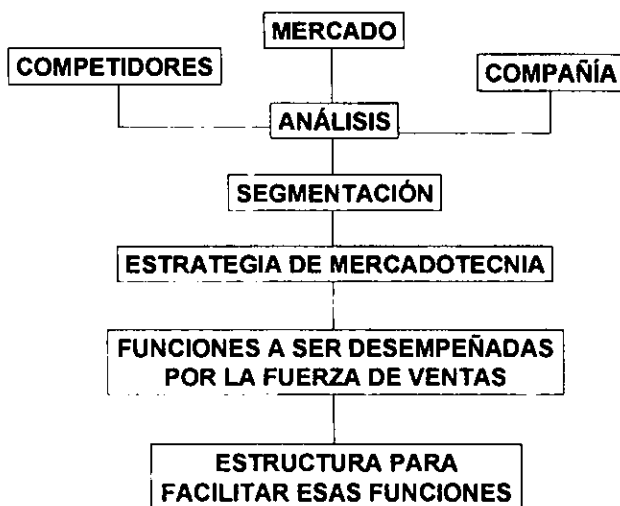 MERCADO
COMPETIDORES
COMPAÑÍA
ANÁLISIS
SEGMENTACIÓN
ESTRATEGIA DE MERCADOTECNIA
FUNCIONES A SER DESEMPEÑADAS
POR LA FUERZA DE VENTAS
ESTRUCTURA PARA
FACILITAR ESAS FUNCIONES